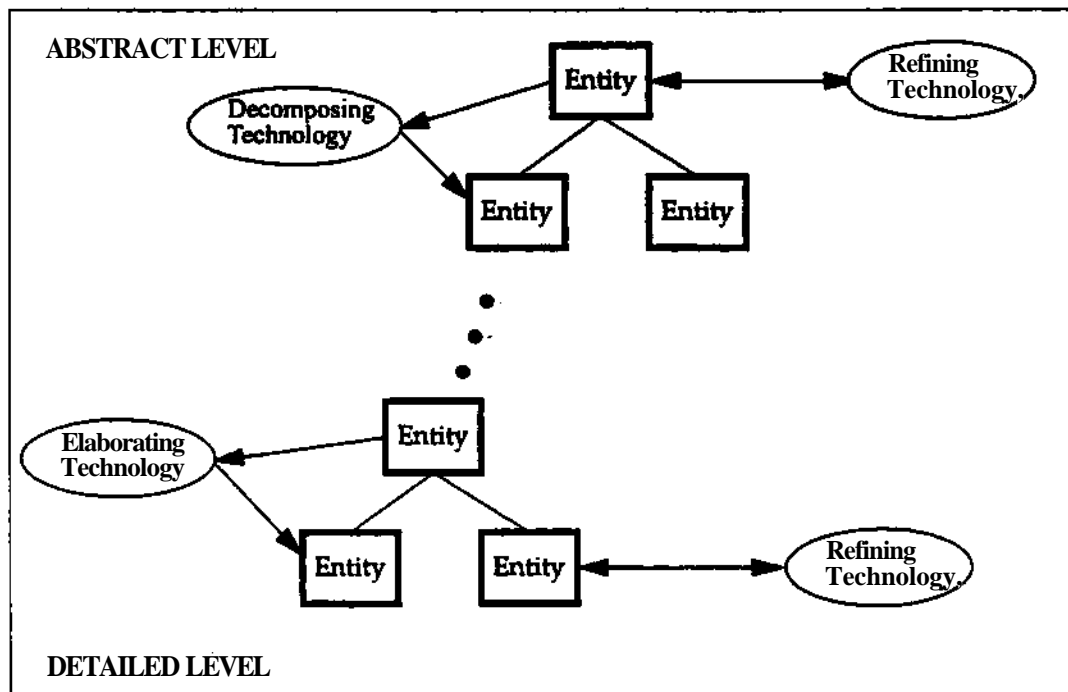 ABSTRACT LEVEL
Entity
Refining
Technology,
Decomposing
Technology
Entity
Entity
Entity
Elaborating
Technology
Entity
Entity
Refining
Technology,
DETAILED LEVEL